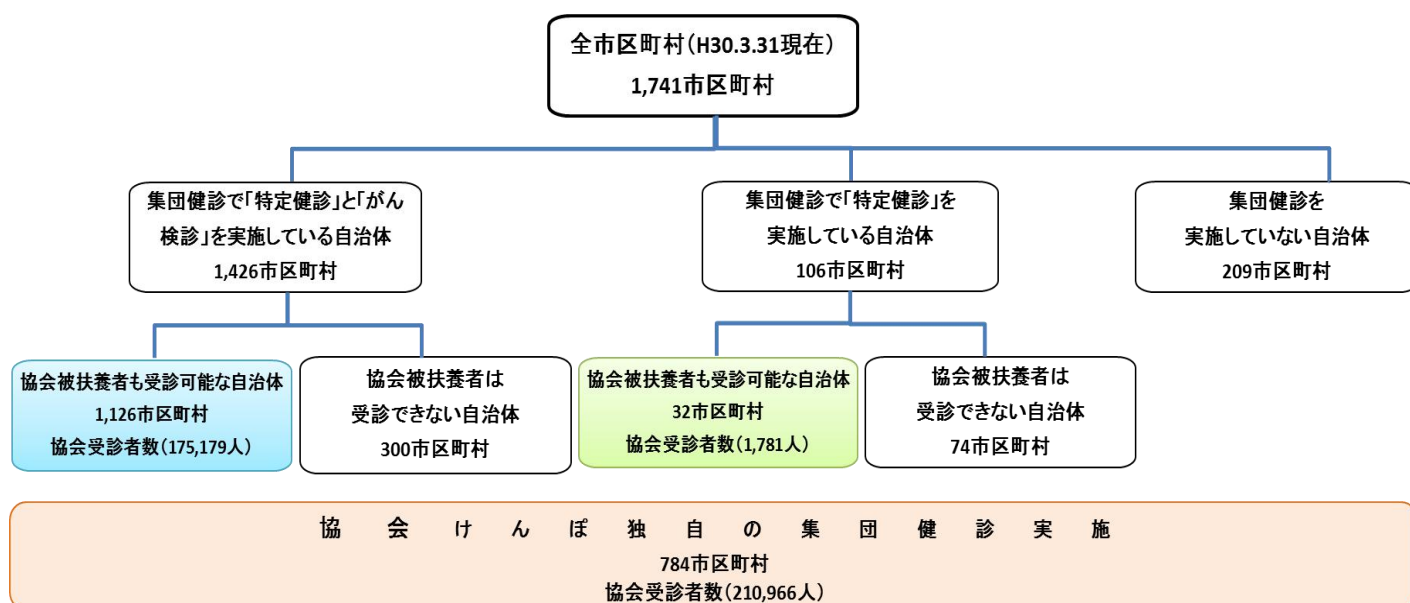 全市区町村（H30.3.31現在）
1,741市区町村
集団健診で「特定健診」と「がん
検診」を実施している自治体
1,426市区町村
集団健診で「特定健診」を
実施している自治体
106市区町村
集団健診を
実施していない自治体
209市区町村
協会被扶養者も受診可能な自治体
1,126市区町村
協会受診者数（175,179人）
協会被扶養者は
受診できない自治体
300市区町村
協会被扶養者も受診可能な自治体
32市区町村
協会受診者数（1,781人）
協会被扶養者は
受診できない自治体
74市区町村
協会けんぽ独自の集団健診実施
784市区町村
協会受診者数（210,966人）